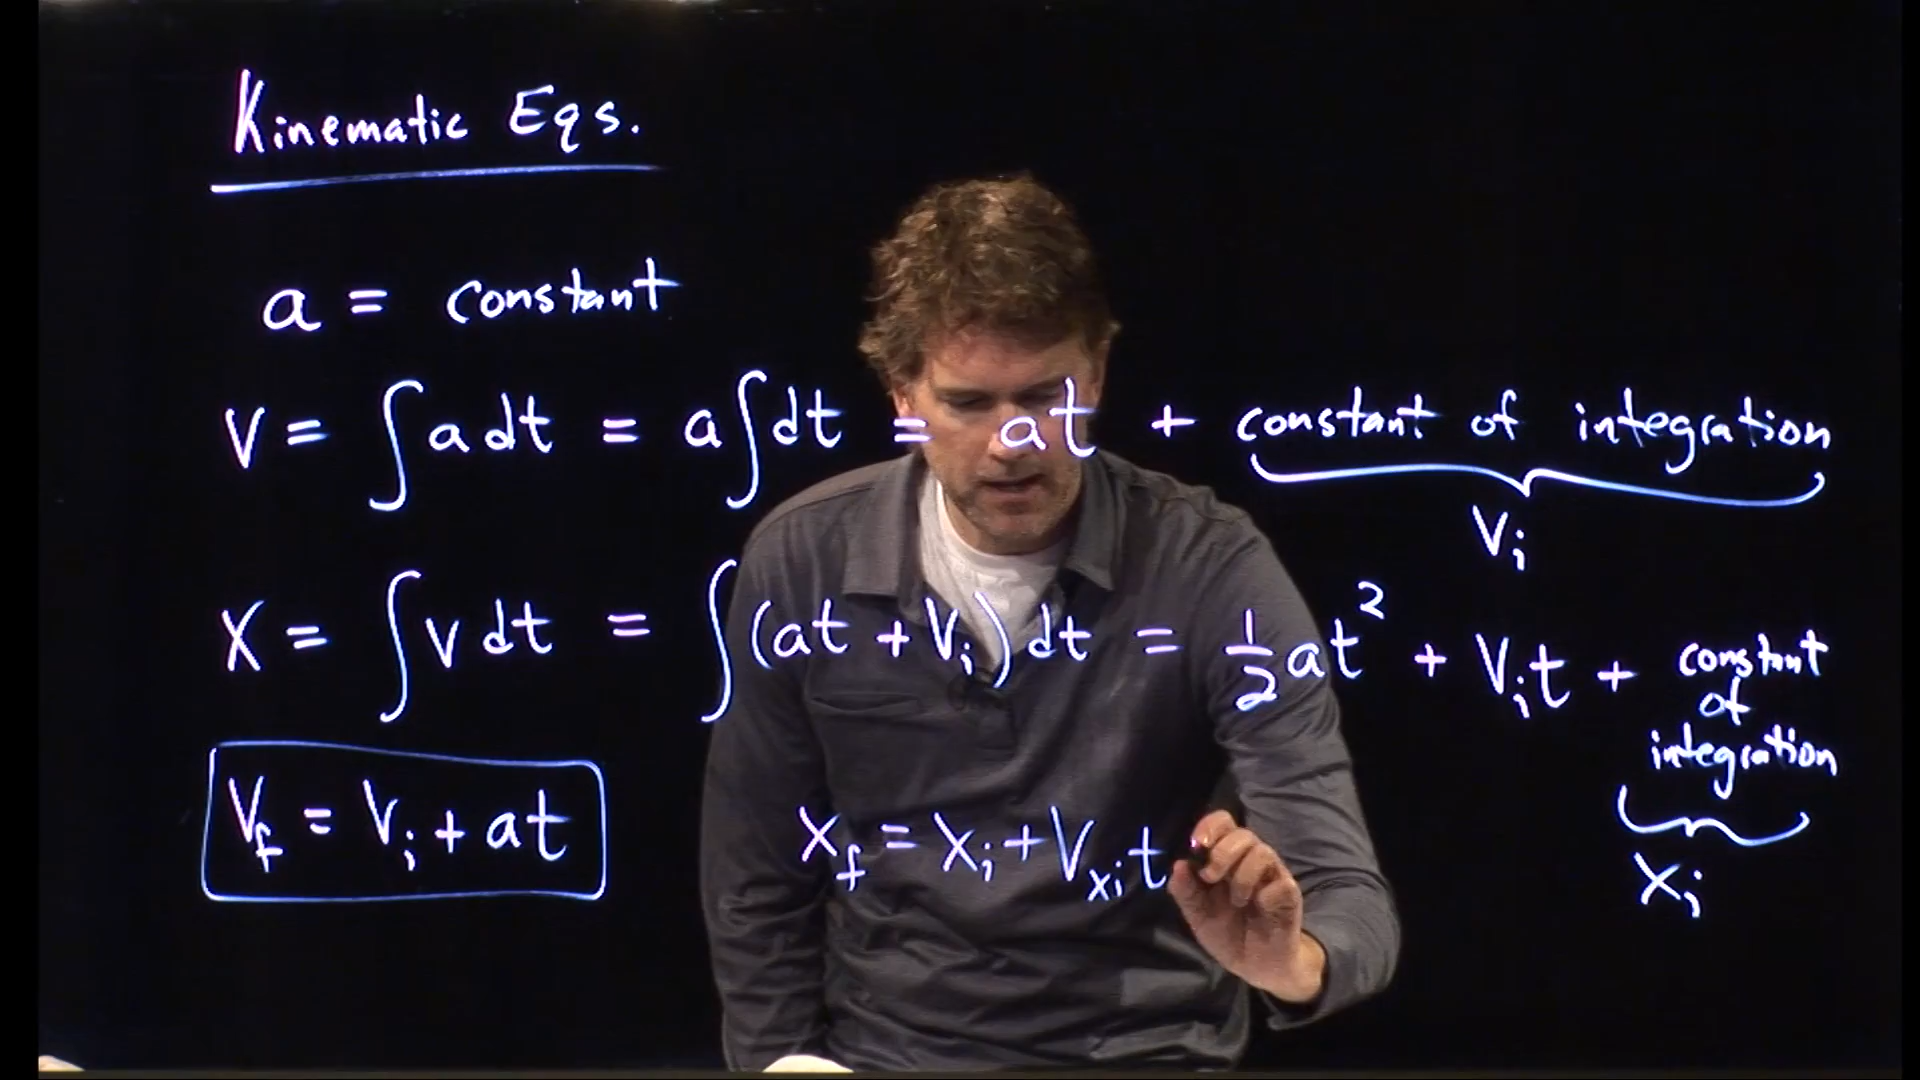 Kinematic Eqs.
a = constant
v = ∫a dt = a∫dt = at + constant of integration
Vi
x = ∫v dt = ∫(at + Vi)dt = ½at² + Vit + constant
of
integration
Vf = Vi + at
Xf = Xi + Vxit
Xi